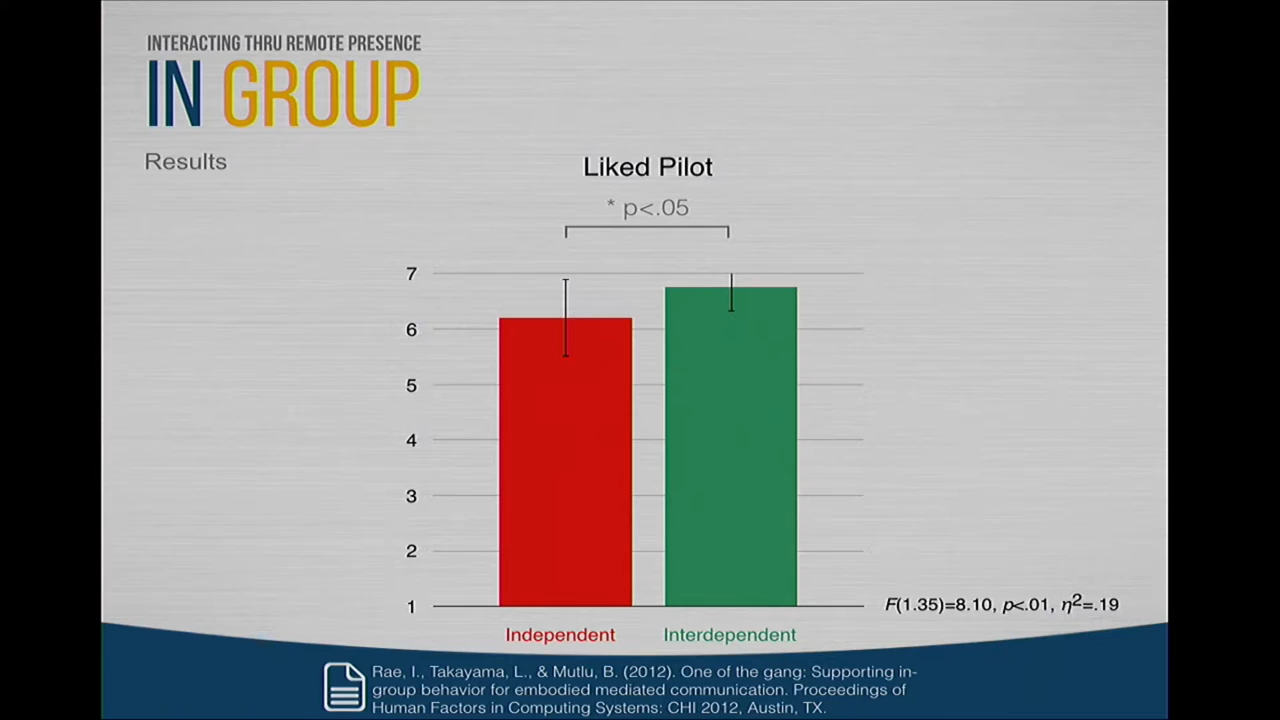 INTERACTING THRU REMOTE PRESENCE
IN GROUP
Results
Liked Pilot
* p<.05
7
6
5
4
3
2
1
F(1.35)=8.10, p<.01, η²=.19
Independent
Interdependent
Rae, I., Takayama, L., & Mutlu, B. (2012). One of the gang: Supporting in-
group behavior for embodied mediated communication. Proceedings of
Human Factors in Computing Systems: CHI 2012, Austin, TX.